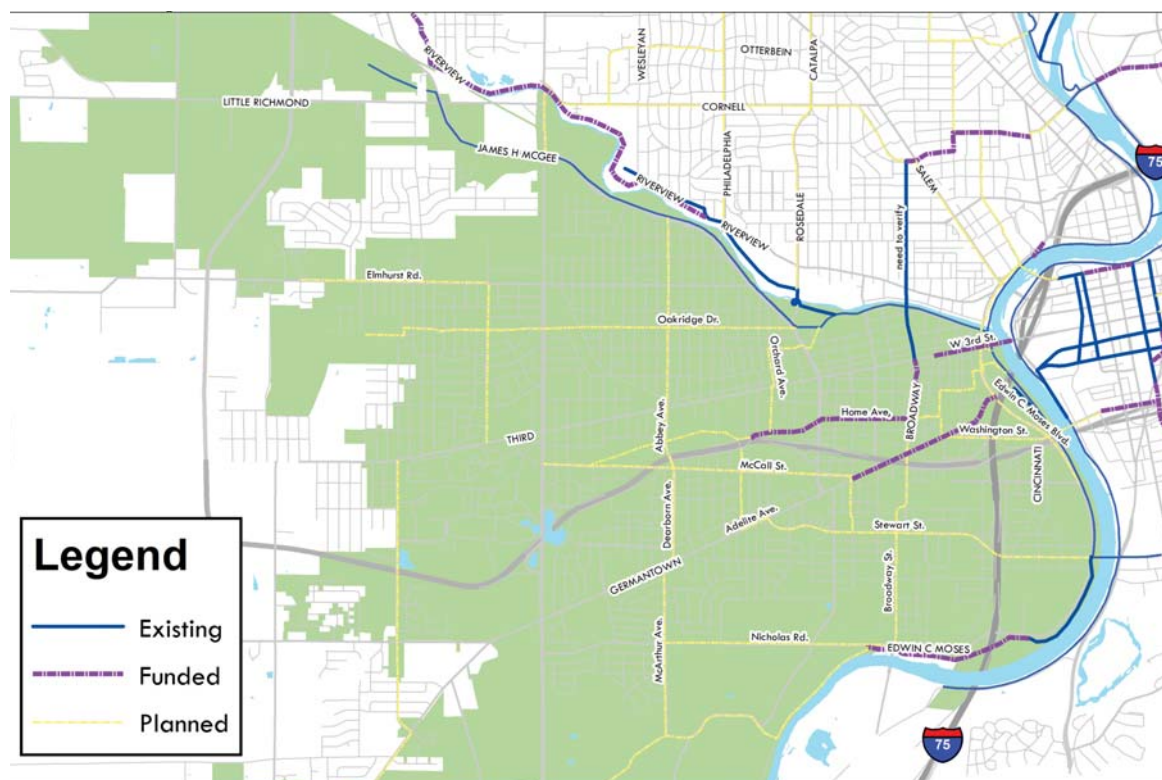 WESLEYAN
OTTERBEIN
CATALPA
RIVERVIEW
LITTLE RICHMOND
CORNELL
JAMES H MCGEE
PHILADELPHIA
SALEM
75
RIVERVIEW
RIVERVIEW
ROSEDALE
need to verify
Elmhurst Rd.
Oakridge Dr.
W 3rd St.
Orchard Ave.
Edwin C. Moses Blvd.
Abbey Ave.
Home Ave,
BROADWAY
THIRD
Washington St.
McCall St.
CINCINNATI
Dearborn Ave.
Adelite Ave.
Stewart St.
GERMANTOWN
Broadway St.
McArthur Ave.
Nicholas Rd.
EDWIN C MOSES
75
Legend
Existing
Funded
Planned